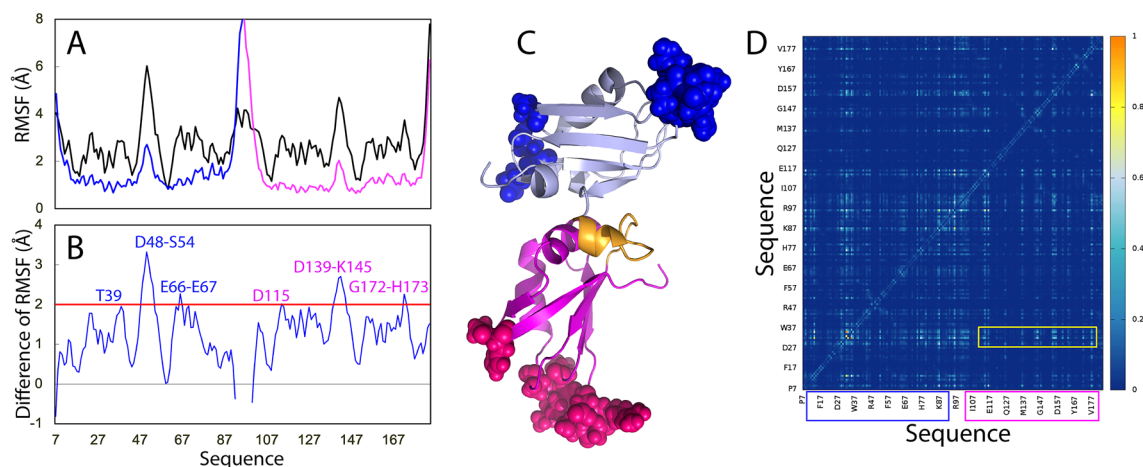 A
RMSF (Å)
8
6
4
2
0
B
Difference of RMSF (Å)
4
3
2
1
0
-1
D48-S54
T39
E66-E67
D139-K145
G172-H173
D115
7
27
47
67
87
107
127
147
167
Sequence
C
D
Sequence
V177
Y167
D157
G147
M137
Q127
E117
I107
R97
K87
H77
E67
F57
R47
W37
D27
F17
P7
P7
F17
D27
W37
R47
F57
E67
H77
K87
R97
I107
E117
Q127
M137
G147
D157
Y167
V177
Sequence
1
0.8
0.6
0.4
0.2
0